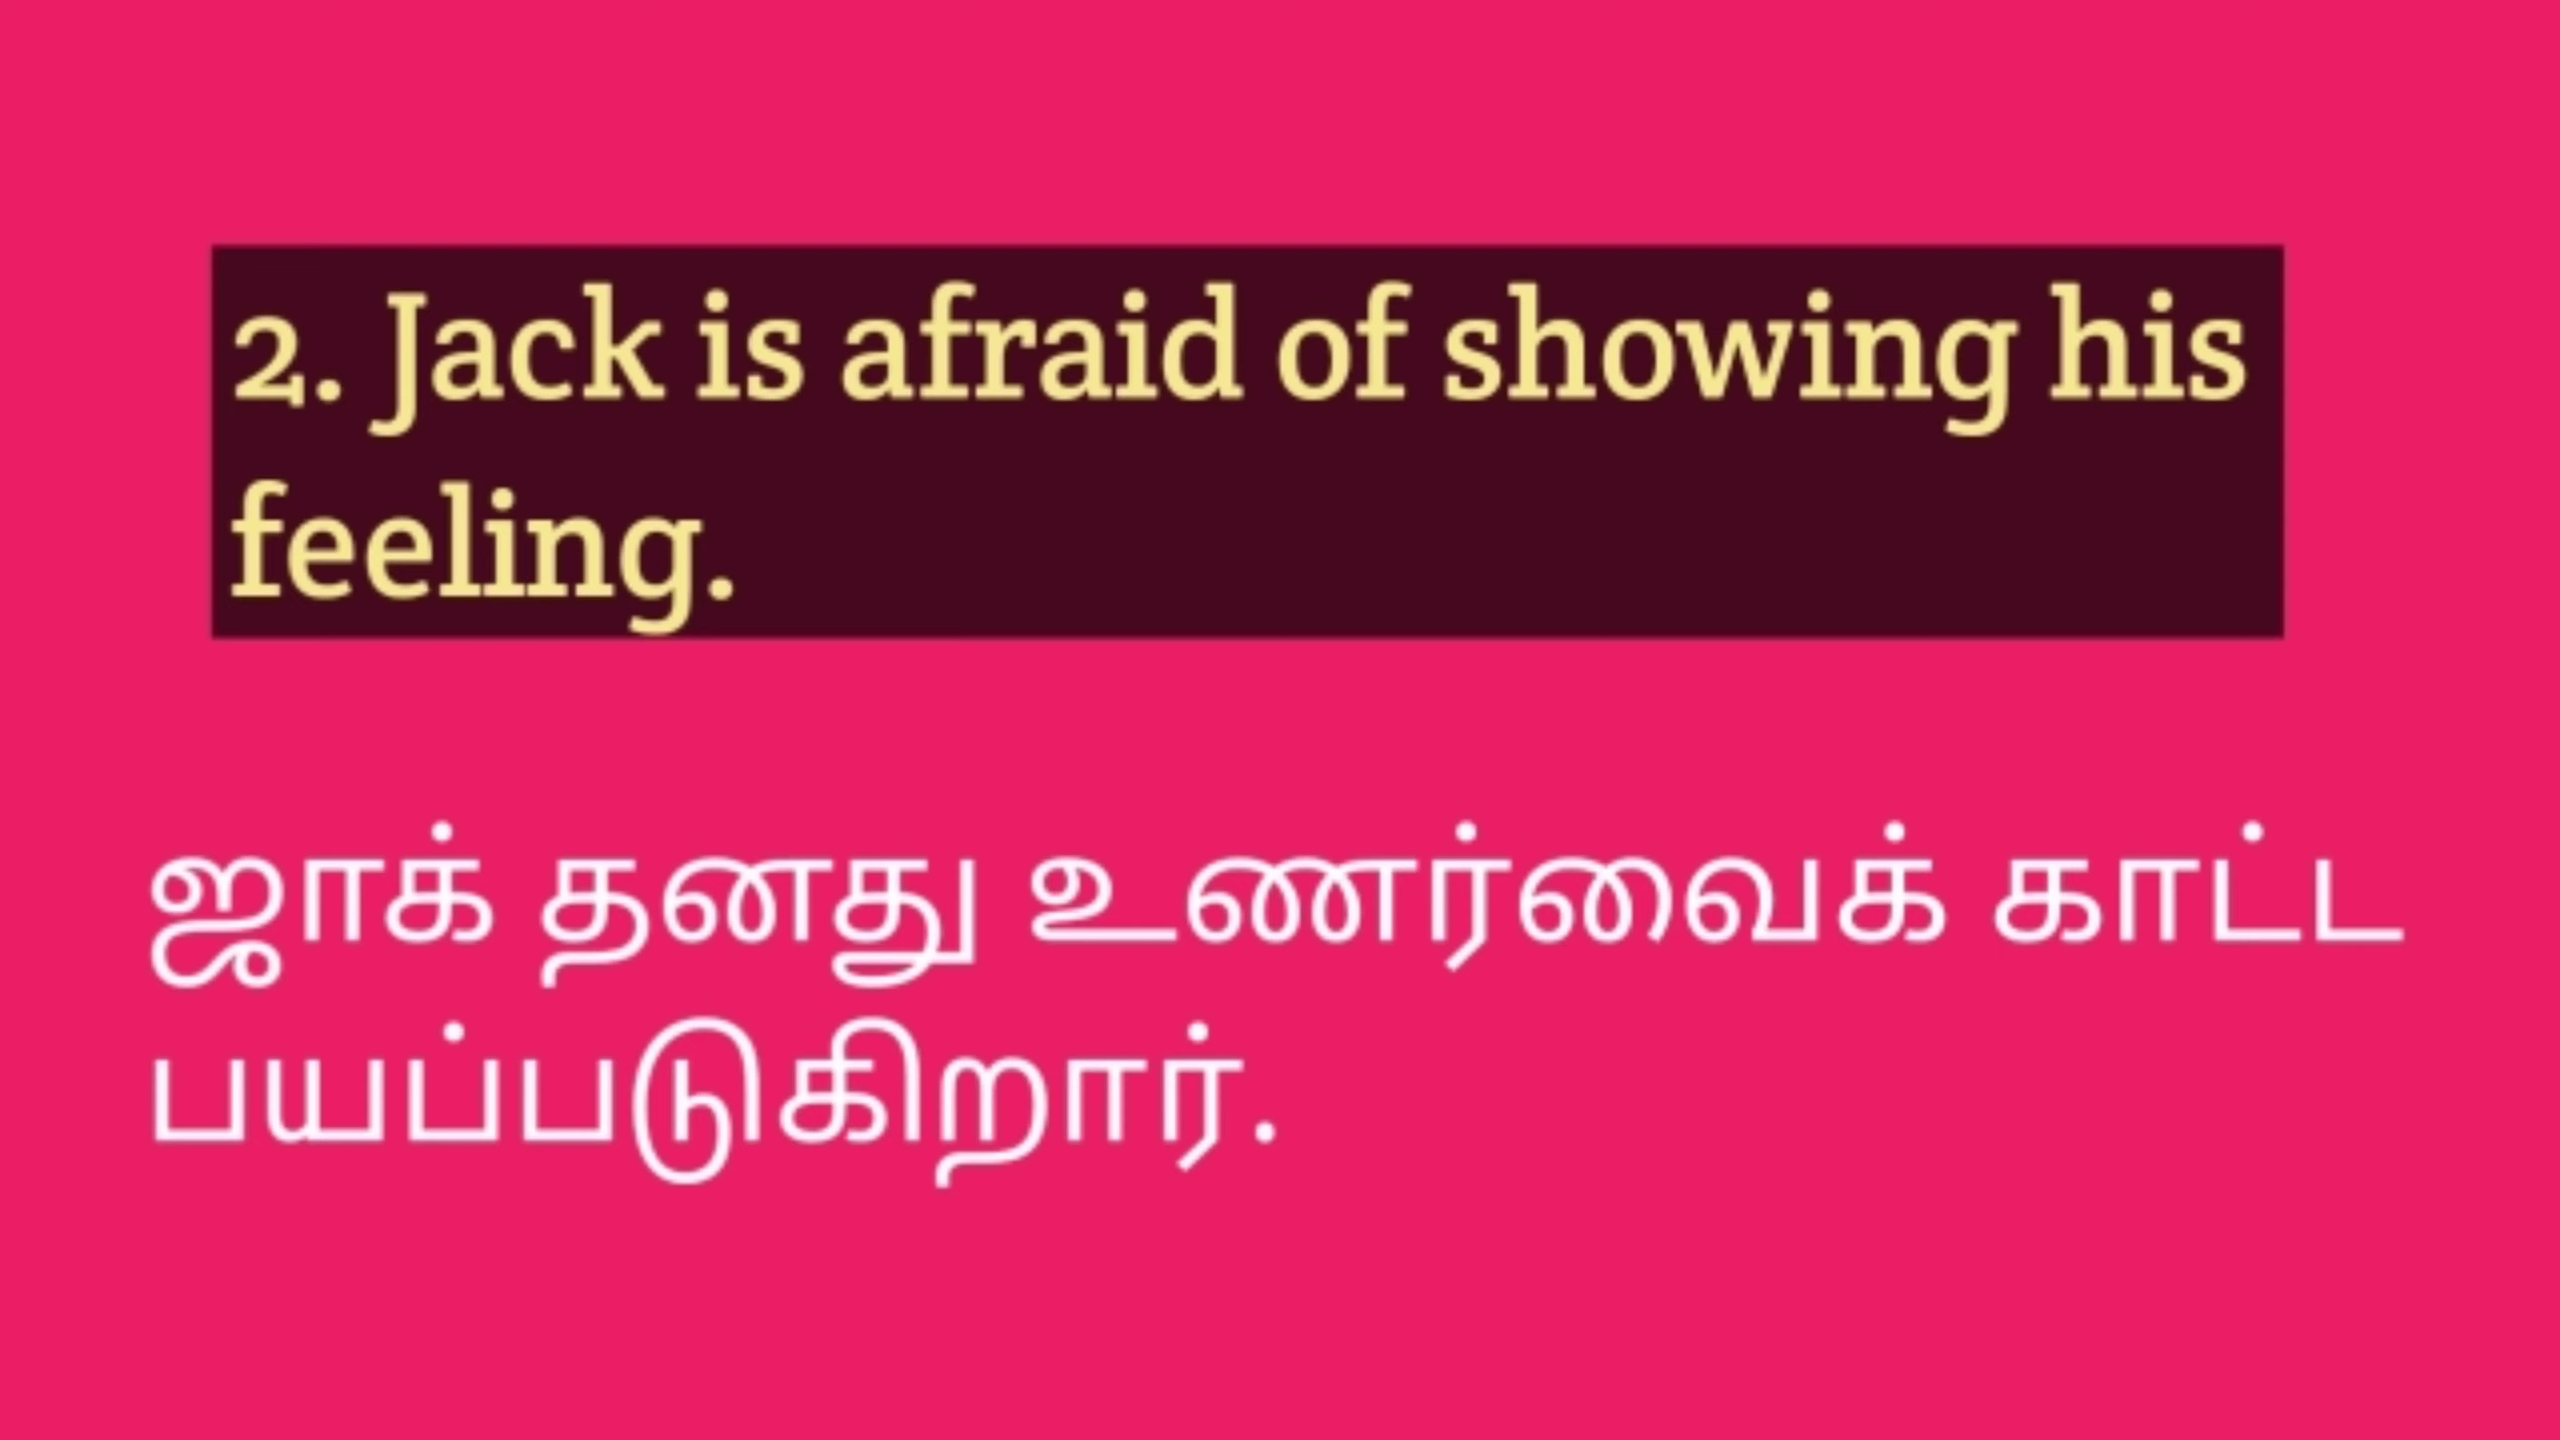 2. Jack is afraid of showing his
feeling.
ஜாக் தனது உணர்வைக் காட்ட
பயப்படுகிறார்.